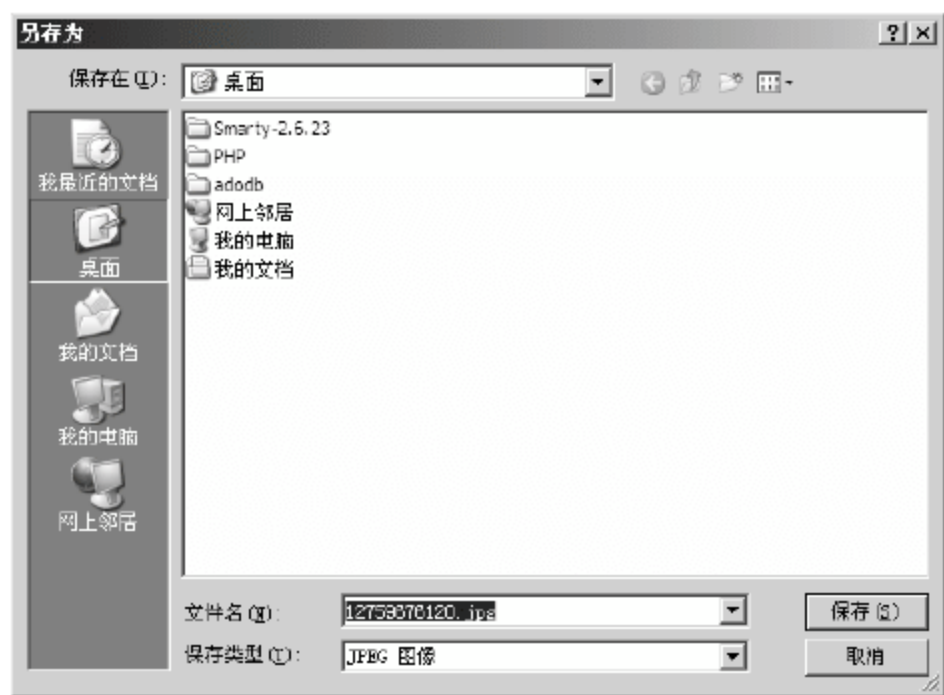 另存为
保存在(I):
桌面
我最近的文档
桌面
我的文档
我的电脑
网上邻居
Smarty-2.6.23
PHP
adodb
网上邻居
我的电脑
我的文档
文件名(N):
12759676120.jpg
保存(S)
保存类型(T):
JPEG 图像
取消